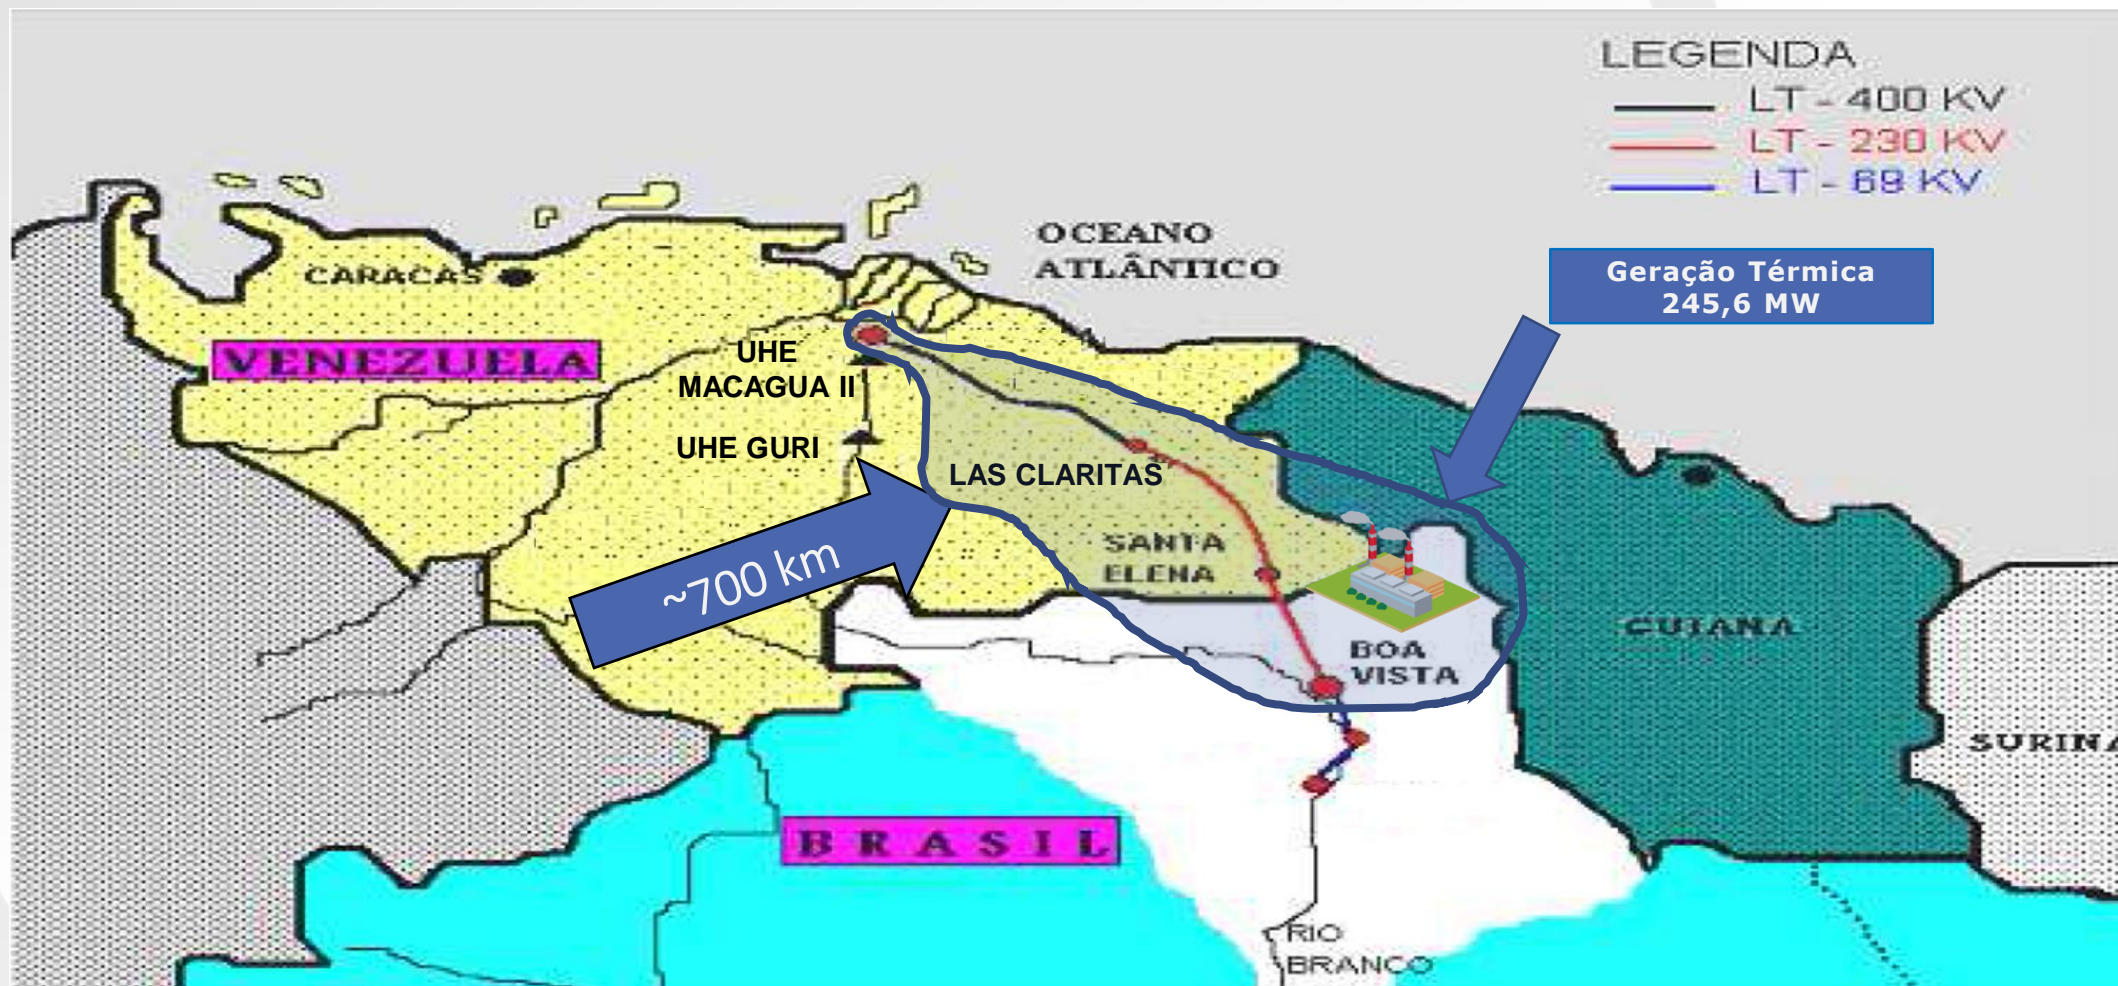 LEGENDA
LT - 400 KV
LT - 230 KV
LT - 69 KV
OCEANO
ATLÂNTICO
Geração Térmica
245,6 MW
CARACAS
VENEZUELA
UHE
MACAGUA II
UHE GURI
LAS CLARITAS
~700 km
SANTA
ELENA
BOA
VISTA
GUIANA
SURINA
BRASIL
RIO
BRANCO